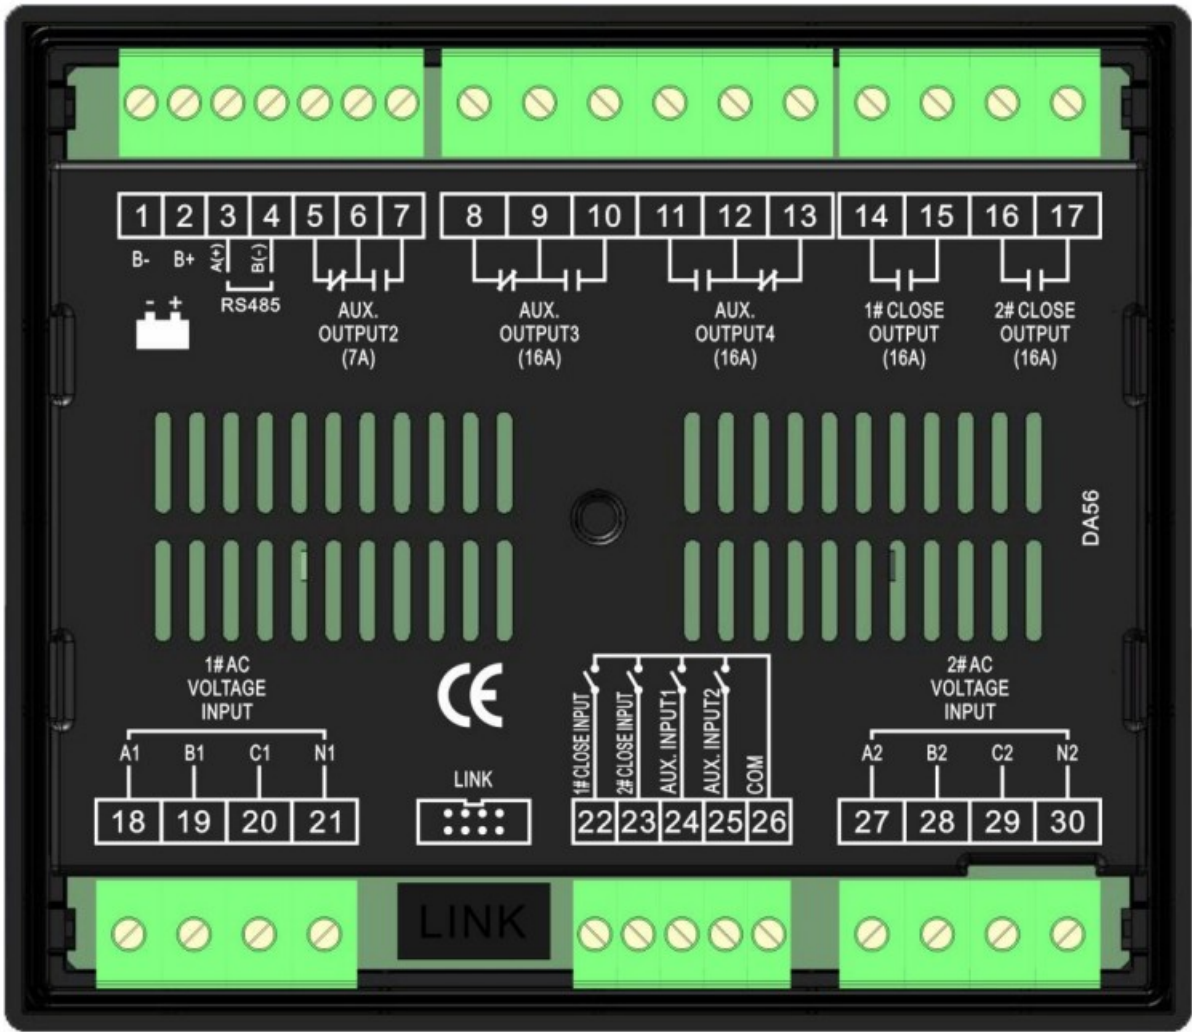 1 2 3 4 5 6 7 8 9 10 11 12 13 14 15 16 17
B- B+ A(+) B(-)
- +
RS485
AUX.
OUTPUT2
(7A)
AUX.
OUTPUT3
(16A)
AUX.
OUTPUT4
(16A)
1# CLOSE
OUTPUT
(16A)
2# CLOSE
OUTPUT
(16A)
DA56
1# AC
VOLTAGE
INPUT
A1 B1 C1 N1
18 19 20 21
CE
LINK
1# CLOSE INPUT
2# CLOSE INPUT
AUX. INPUT1
AUX. INPUT2
COM
22 23 24 25 26
2# AC
VOLTAGE
INPUT
A2 B2 C2 N2
27 28 29 30
LINK